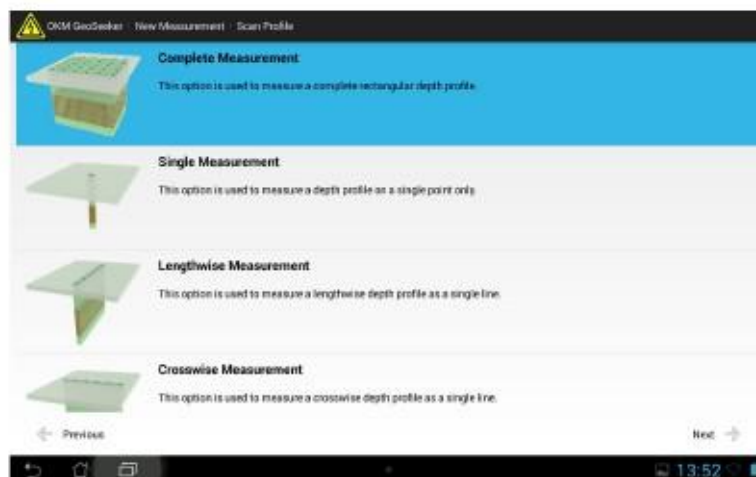 OKM GeoSeeker New Measurement Scan Profile
Complete Measurement
This option is used to measure a complete rectangular depth profile.
Single Measurement
This option is used to measure a depth profile on a single point only.
Lengthwise Measurement
This option is used to measure a lengthwise depth profile as a single line.
Crosswise Measurement
This option is used to measure a crosswise depth profile as a single line.
Previous
Next
13:52